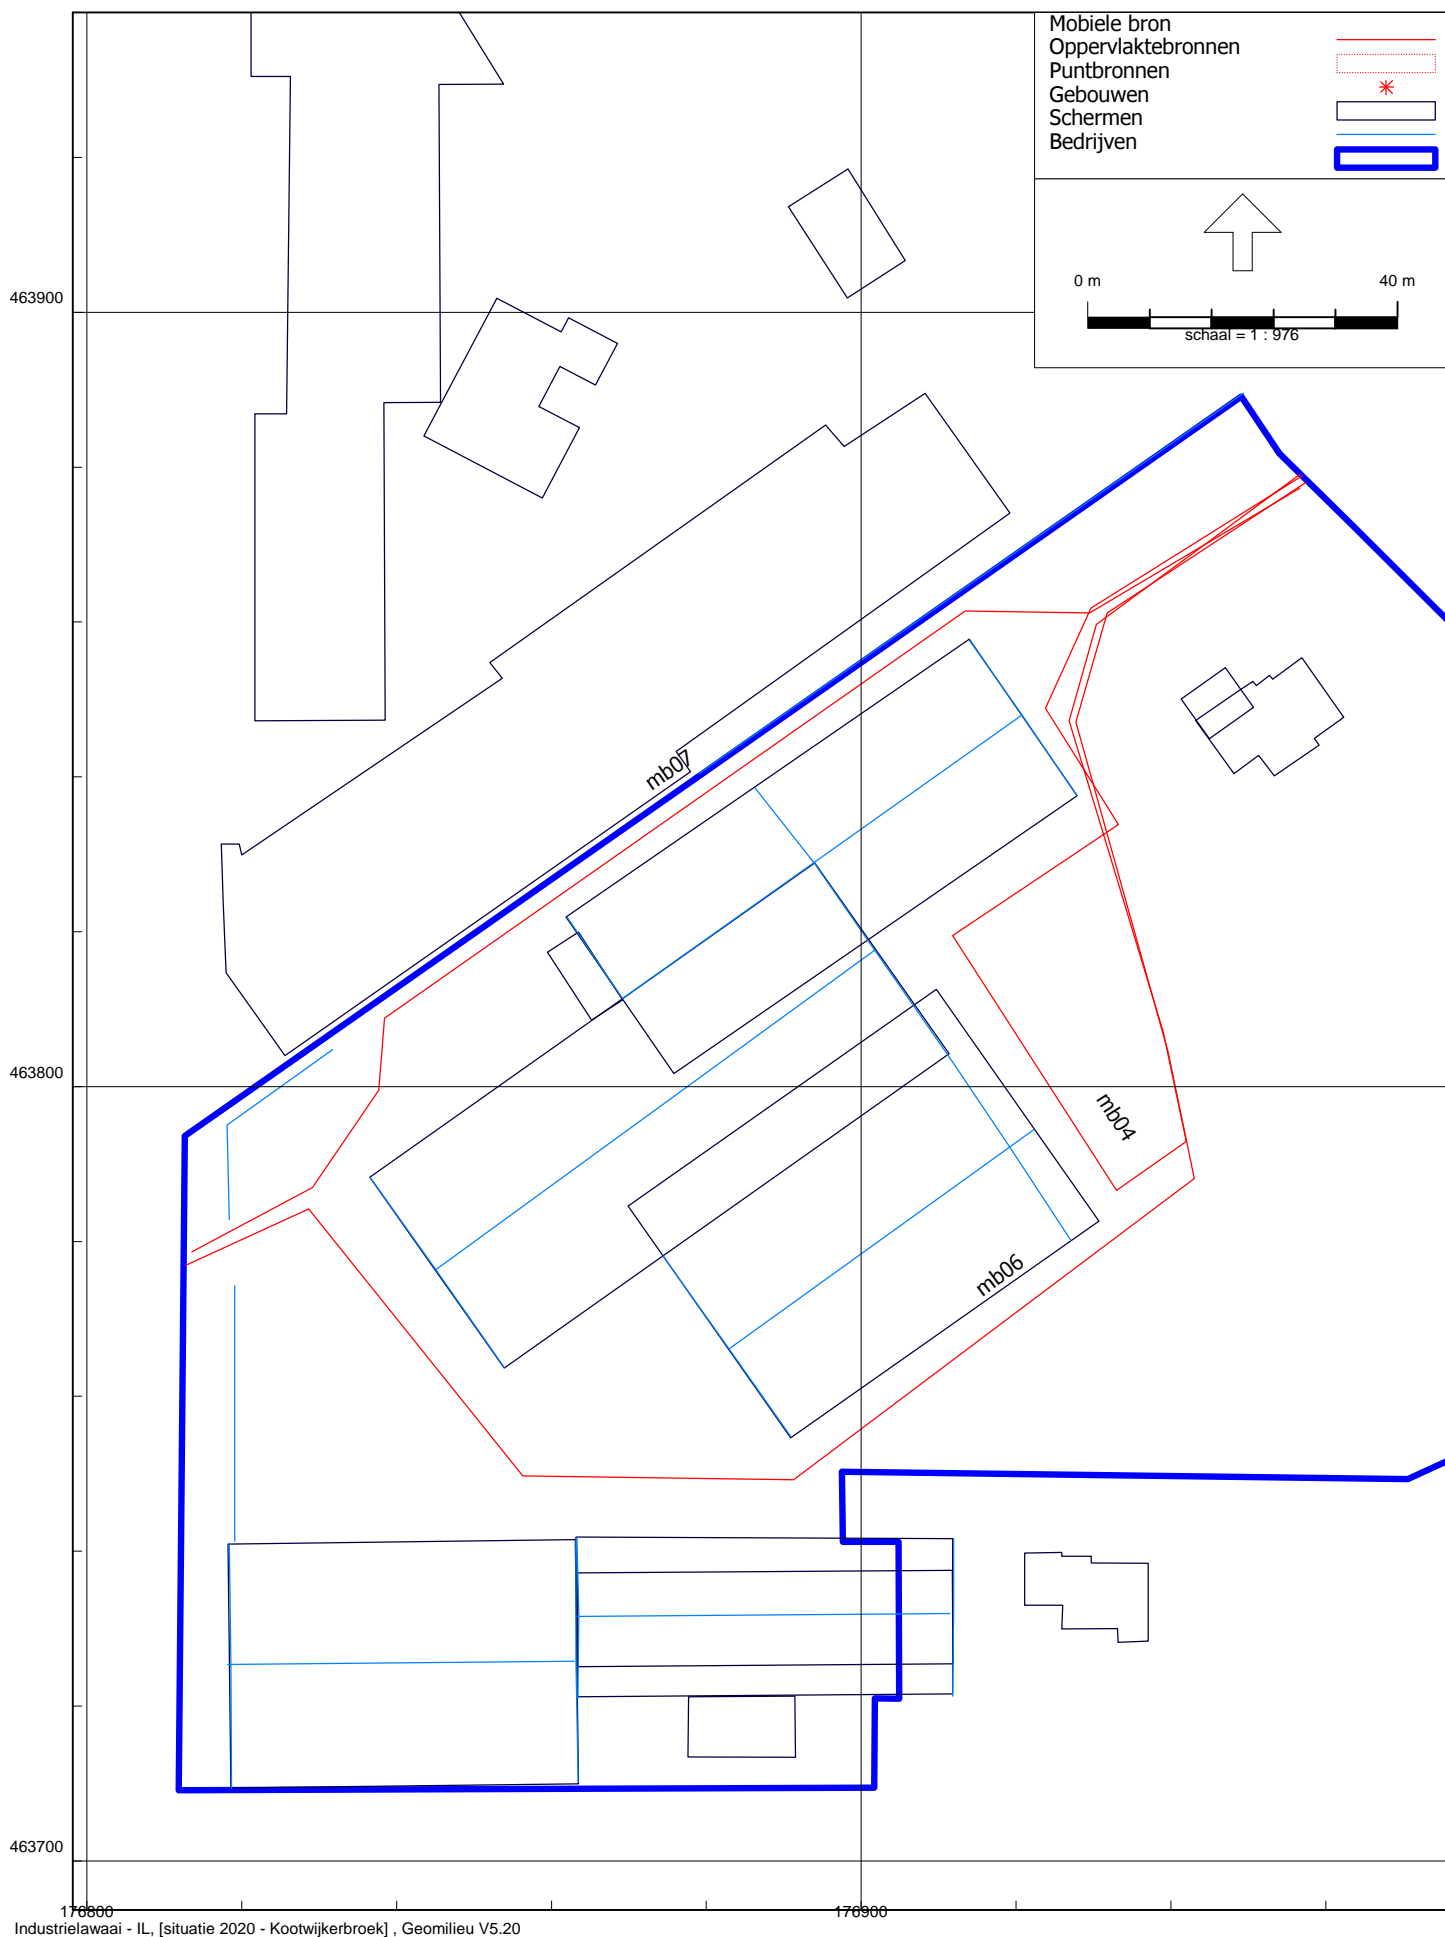 Mobiele bron
Oppervlaktebronnen
Puntbronnen
Gebouwen
Schermen
Bedrijven
0 m 40 m
schaal = 1 : 976
463900
mb07
463800
mb04
mb06
463700
176800 176900
Industrielawaai - IL, [situatie 2020 - Kootwijkerbroek] , Geomilieu V5.20